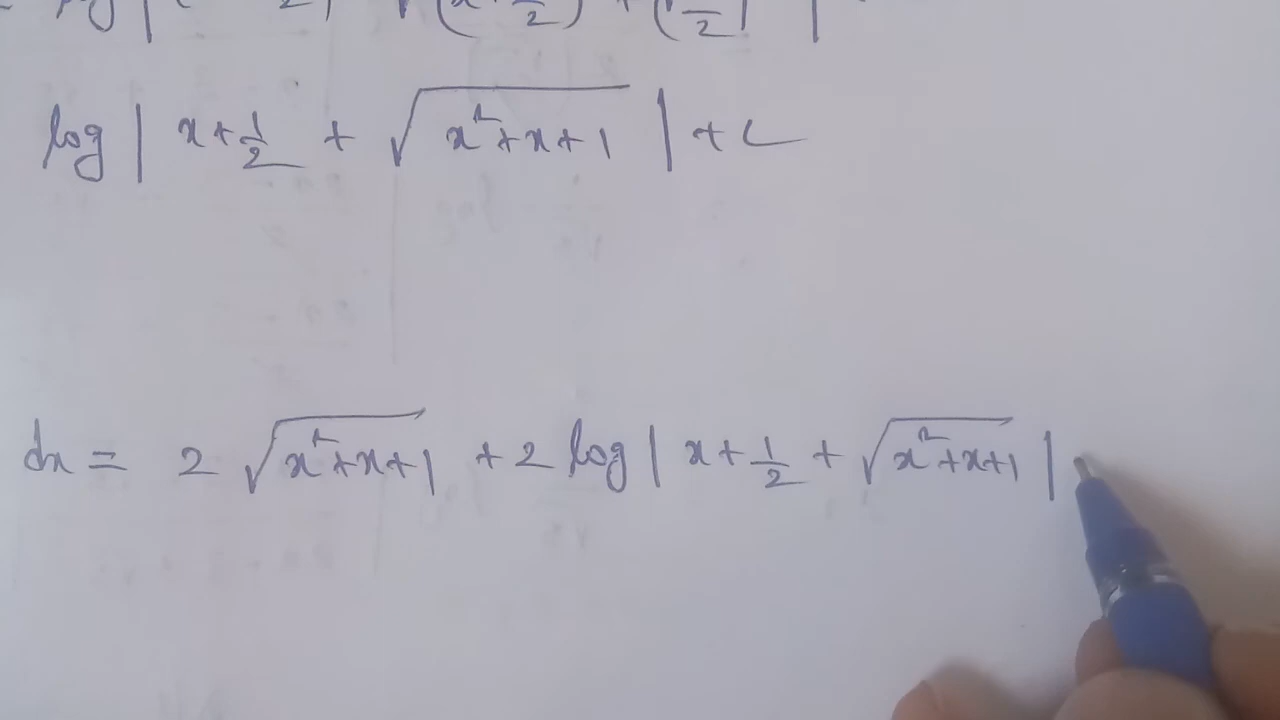 log | x + 1/2 + √(x² + x + 1) | + C
dx = 2 √(x² + x + 1) + 2 log | x + 1/2 + √(x² + x + 1) |